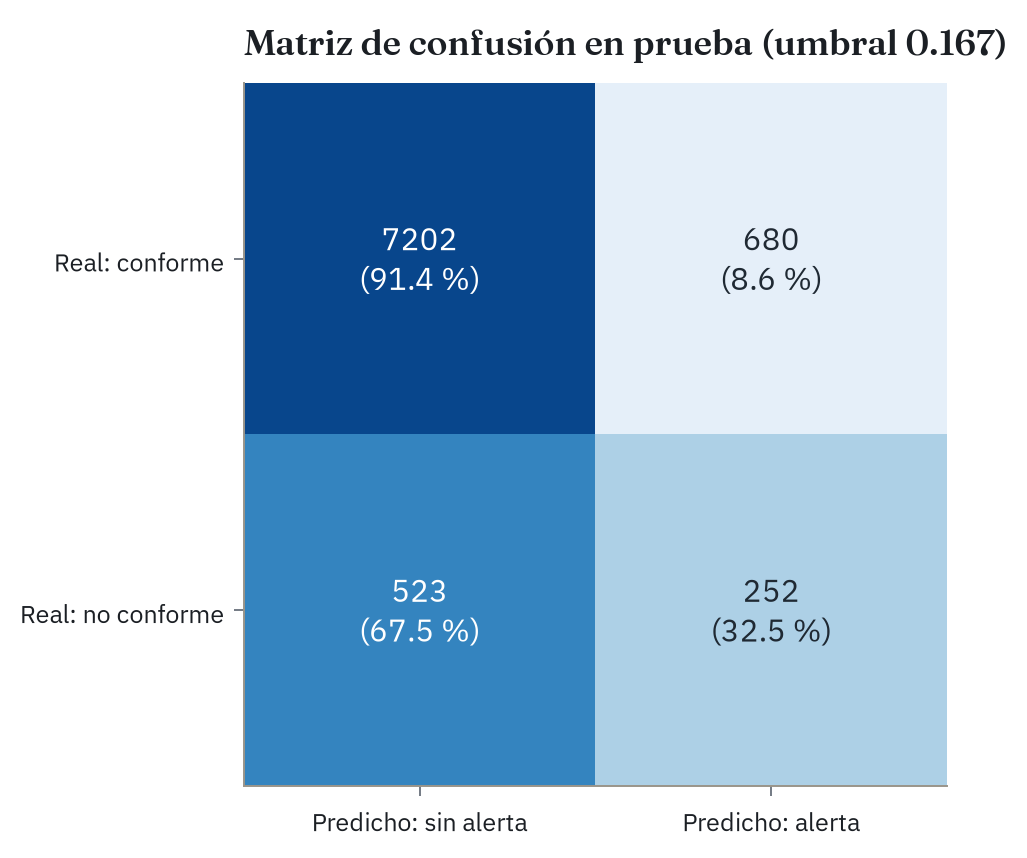 Matriz de confusión en prueba (umbral 0.167)
Real: conforme
7202
(91.4 %)
680
(8.6 %)
Real: no conforme
523
(67.5 %)
252
(32.5 %)
Predicho: sin alerta
Predicho: alerta